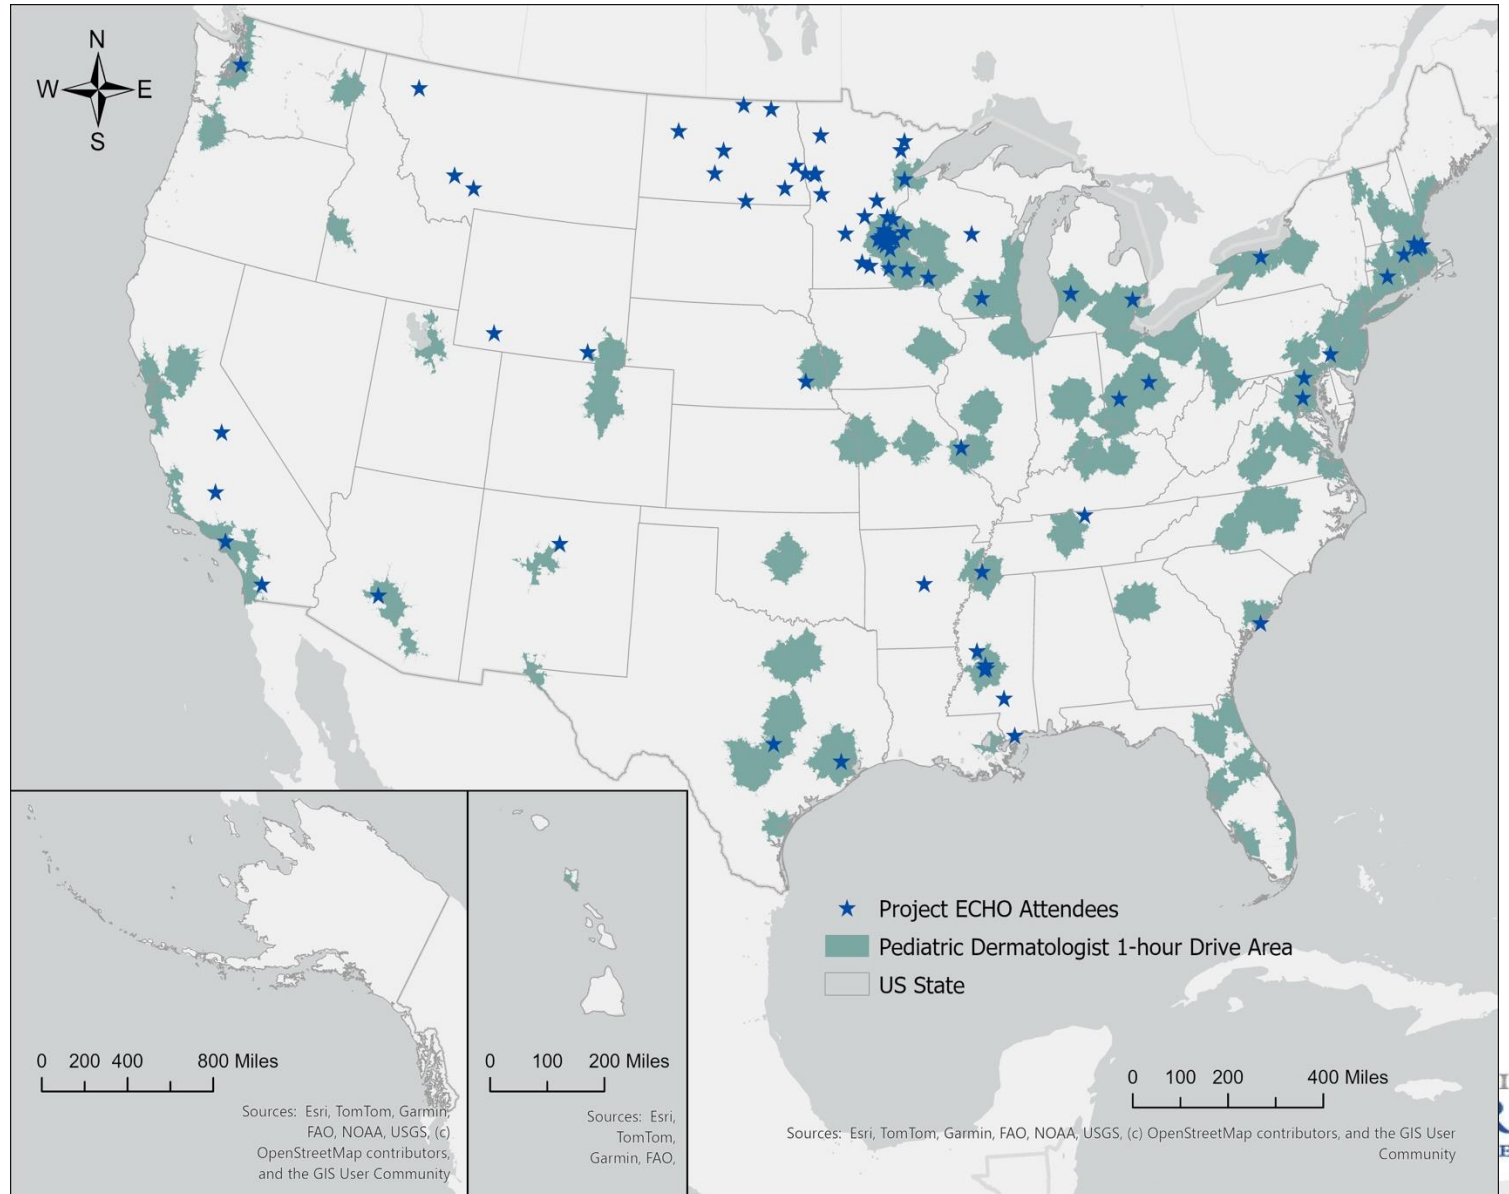 N
W E
S
Project ECHO Attendees
Pediatric Dermatologist 1-hour Drive Area
US State
0 200 400 800 Miles
Sources: Esri, TomTom, Garmin,
FAO, NOAA, USGS, (c)
OpenStreetMap contributors,
and the GIS User Community
0 100 200 Miles
Sources: Esri,
TomTom,
Garmin, FAO,
0 100 200 400 Miles
Sources: Esri, TomTom, Garmin, FAO, NOAA, USGS, (c) OpenStreetMap contributors, and the GIS User
Community